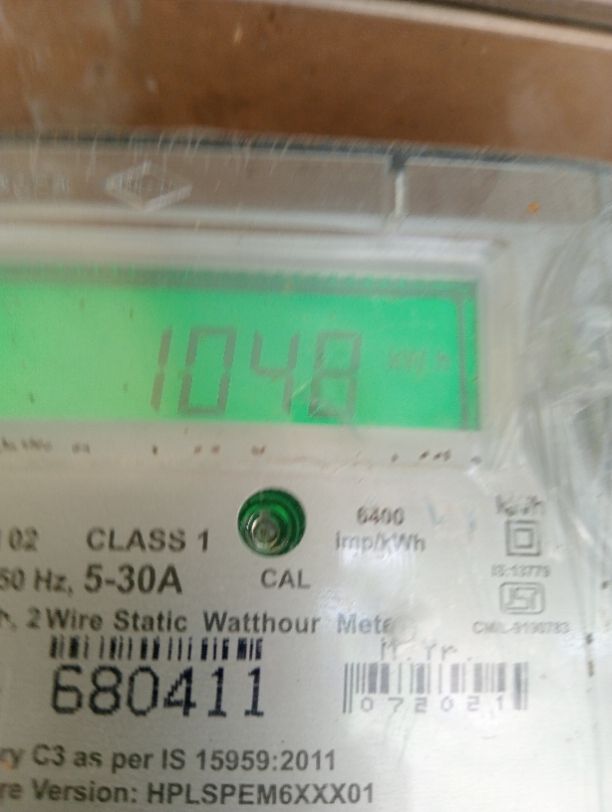 1048 kWh
02 CLASS 1
6400
imp/kWh
50 Hz, 5-30A
CAL
IS:13779
2 Wire Static Watthour
M.Yr.
680411
072021
C3 as per IS 15959:2011
Version: HPLSPEM6XXX01